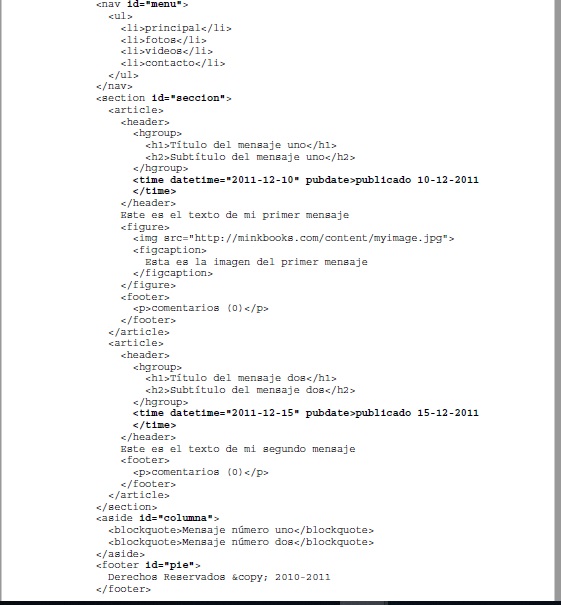 <nav id="menu">
<ul>
<li>principal</li>
<li>fotos</li>
<li>videos</li>
<li>contacto</li>
</ul>
</nav>
<section id="seccion">
<article>
<header>
<hgroup>
<h1>Título del mensaje uno</h1>
<h2>Subtítulo del mensaje uno</h2>
</hgroup>
<time datetime="2011-12-10" pubdate>publicado 10-12-2011
</time>
</header>
Este es el texto de mi primer mensaje
<figure>
<img src="http://minkbooks.com/content/myimage.jpg">
<figcaption>
Esta es la imagen del primer mensaje
</figcaption>
</figure>
<footer>
<p>comentarios (0)</p>
</footer>
</article>
<article>
<header>
<hgroup>
<h1>Título del mensaje dos</h1>
<h2>Subtítulo del mensaje dos</h2>
</hgroup>
<time datetime="2011-12-15" pubdate>publicado 15-12-2011
</time>
</header>
Este es el texto de mi segundo mensaje
<footer>
<p>comentarios (0)</p>
</footer>
</article>
</section>
<aside id="columna">
<blockquote>Mensaje número uno</blockquote>
<blockquote>Mensaje número dos</blockquote>
</aside>
<footer id="pie">
Derechos Reservados &copy; 2010-2011
</footer>